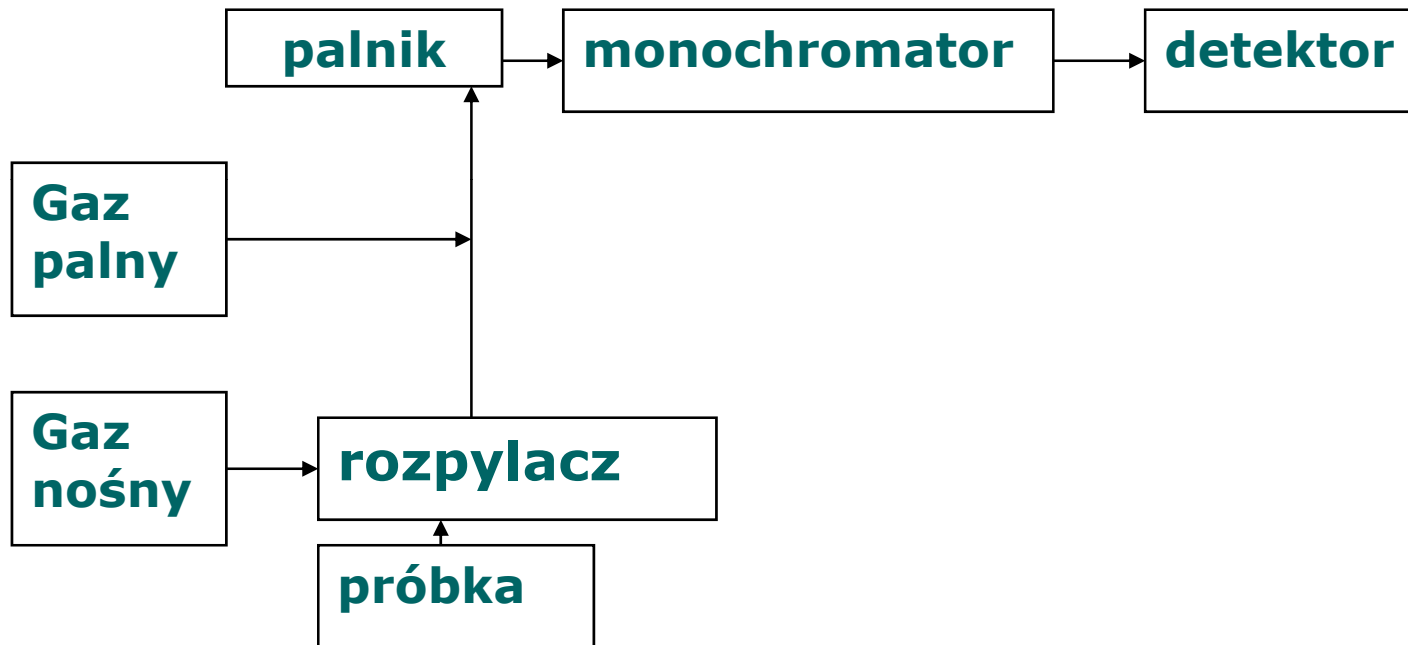 palnik
monochromator
detektor
Gaz
palny
Gaz
nośny
rozpylacz
próbka